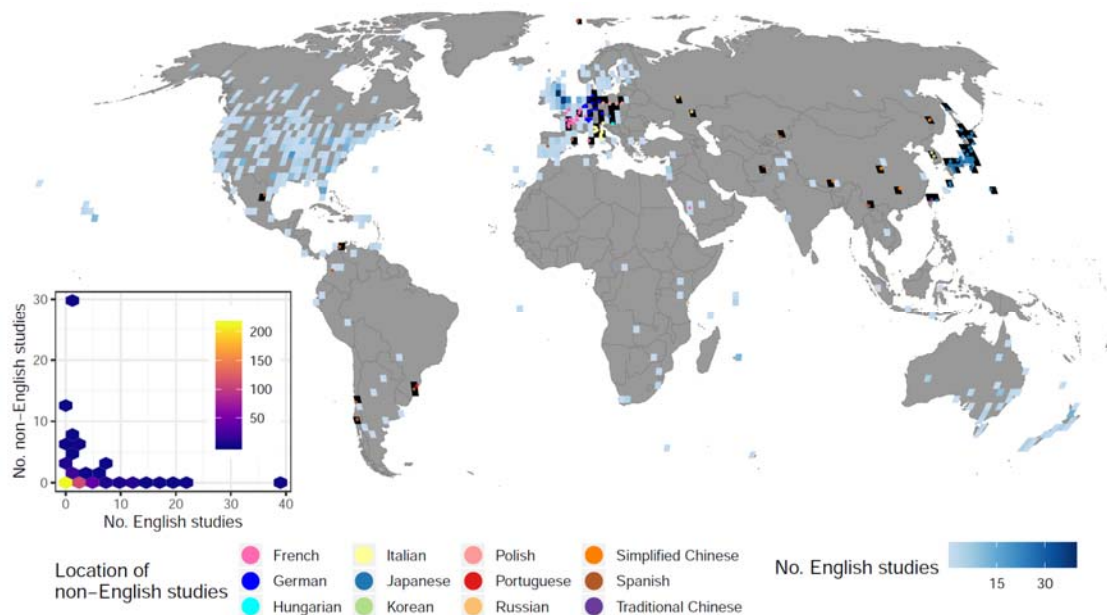 30
20
10
0
No. non-English studies
200
150
100
50
0 10 20 30 40
No. English studies
Location of
non-English studies
French Italian Polish Simplified Chinese
German Japanese Portuguese Spanish
Hungarian Korean Russian Traditional Chinese
No. English studies
15 30